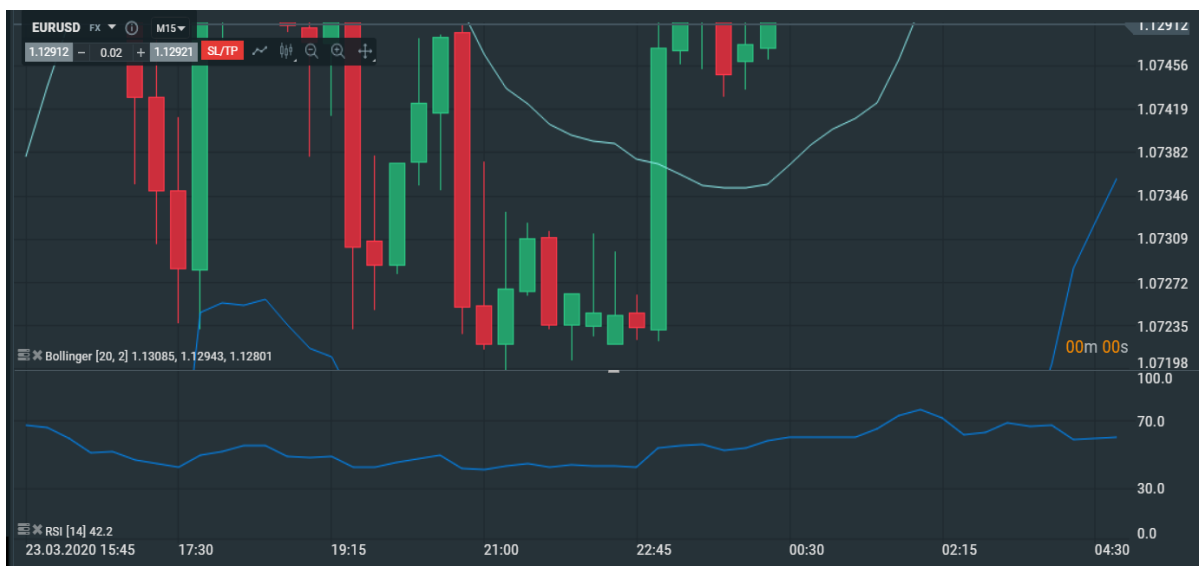 EURUSD FX M15 1.12912
1.12912 − 0.02 + 1.12921 SL/TP
1.07456
1.07419
1.07382
1.07346
1.07309
1.07272
1.07235
00m 00s
Bollinger [20, 2] 1.13085, 1.12943, 1.12801
1.07198
100.0
70.0
30.0
RSI [14] 42.2
0.0
23.03.2020 15:45 17:30 19:15 21:00 22:45 00:30 02:15 04:30